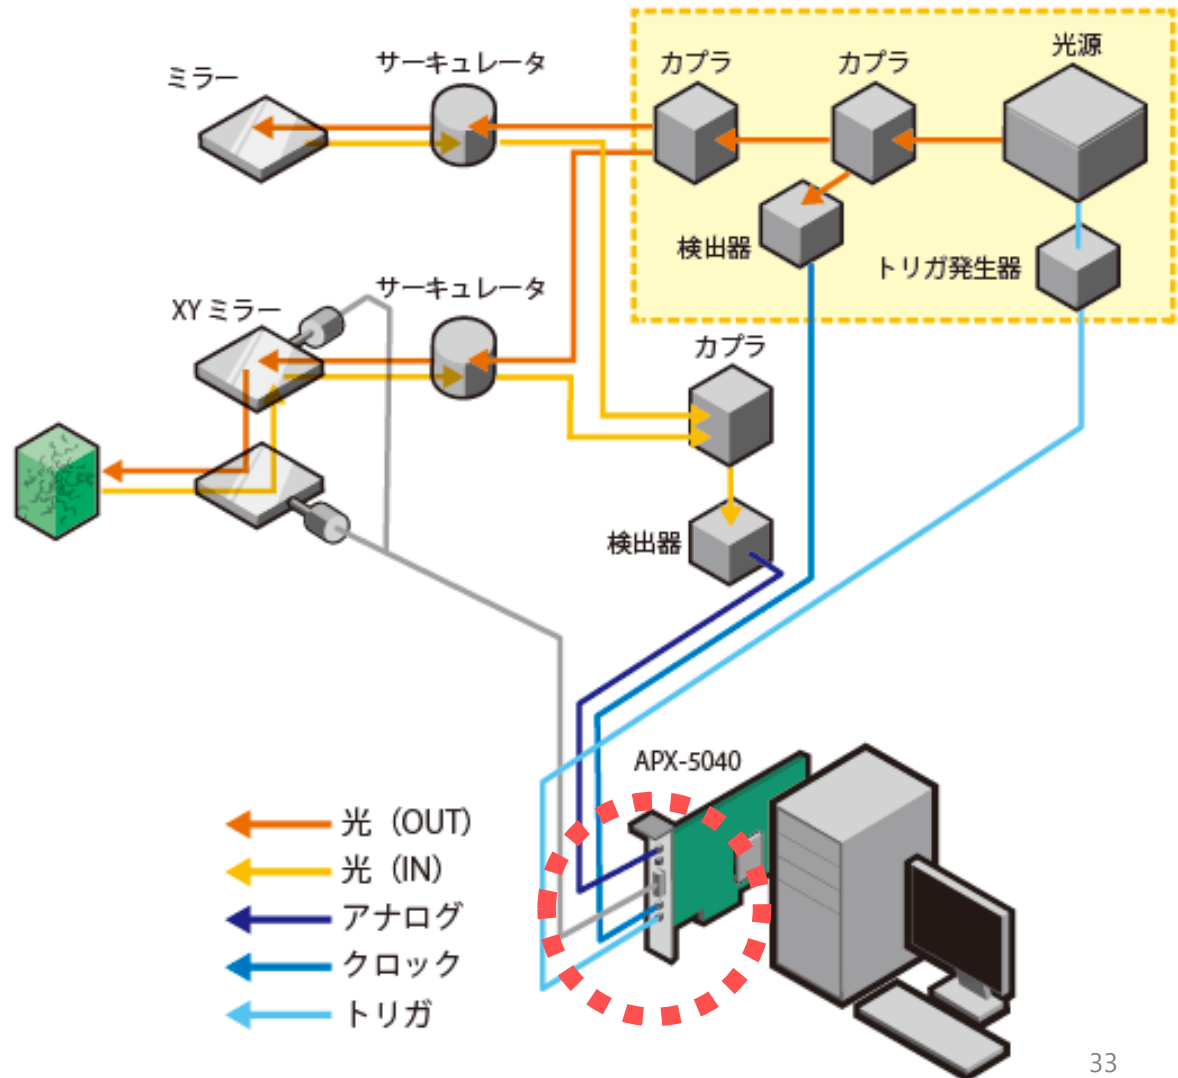 光源
カプラ
カプラ
サーキュレータ
ミラー
検出器
トリガ発生器
サーキュレータ
XY ミラー
カプラ
検出器
APX-5040
光（OUT）
光（IN）
アナログ
クロック
トリガ
33